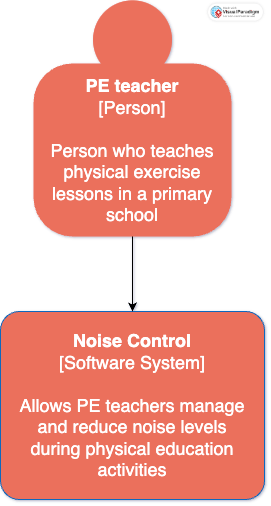 Visual Paradigm
PE teacher
[Person]
Person who teaches
physical exercise
lessons in a primary
school
Noise Control
[Software System]
Allows PE teachers manage
and reduce noise levels
during physical education
activities